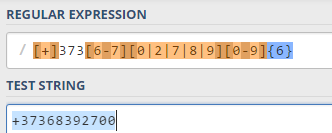 REGULAR EXPRESSION
/ [+]373[6-7][0|2|7|8|9][0-9]{6}
TEST STRING
+37368392700